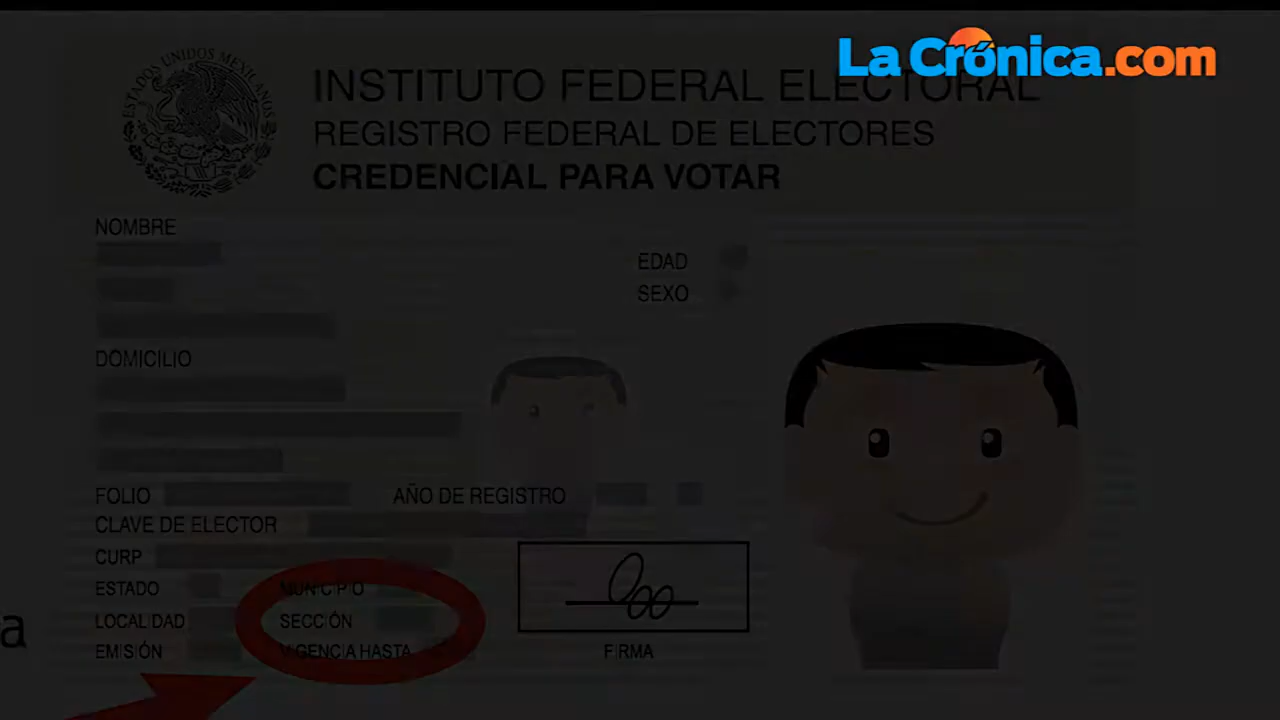 La Crónica.com
ESTADOS UNIDOS MEXICANOS
INSTITUTO FEDERAL ELECTORAL
REGISTRO FEDERAL DE ELECTORES
CREDENCIAL PARA VOTAR
NOMBRE
EDAD
SEXO
DOMICILIO
FOLIO AÑO DE REGISTRO
CLAVE DE ELECTOR
CURP
ESTADO MUNICIPIO
LOCALIDAD SECCIÓN
a
EMISIÓN VIGENCIA HASTA FIRMA